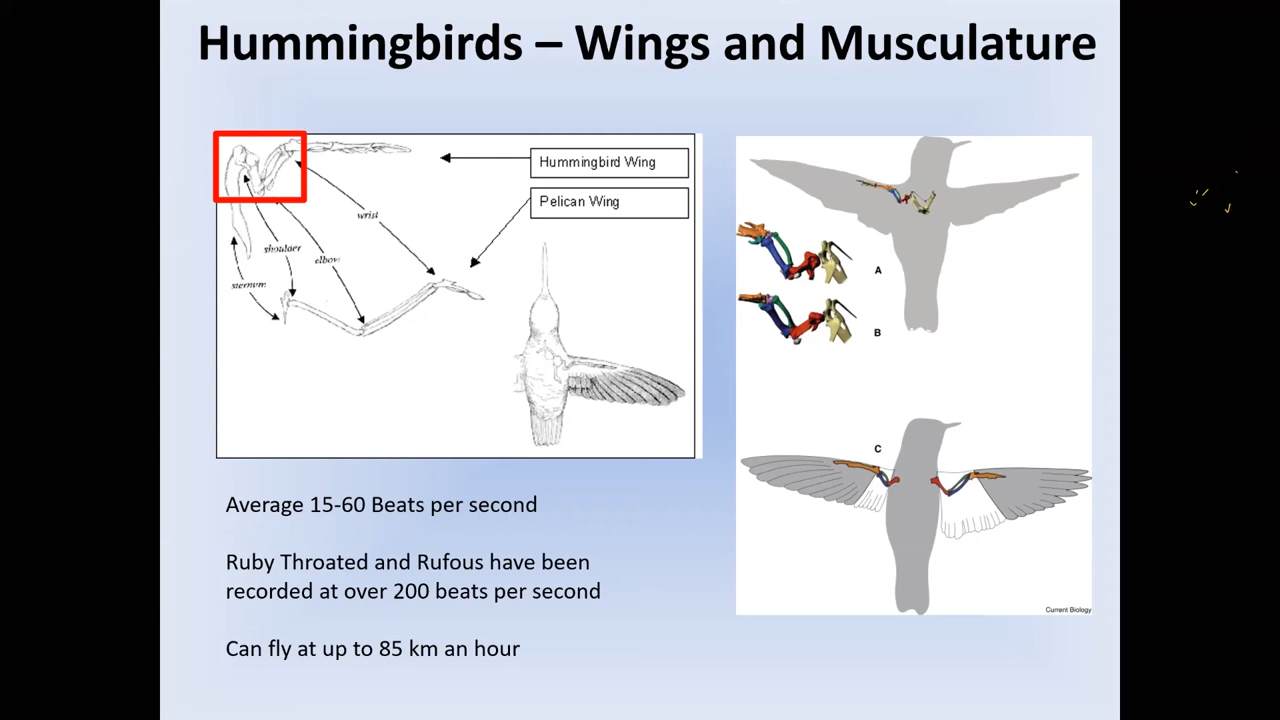 Hummingbirds – Wings and Musculature
Hummingbird Wing
Pelican Wing
wrist
shoulder
elbow
sternum
A
B
C
Current Biology
Average 15-60 Beats per second
Ruby Throated and Rufous have been
recorded at over 200 beats per second
Can fly at up to 85 km an hour